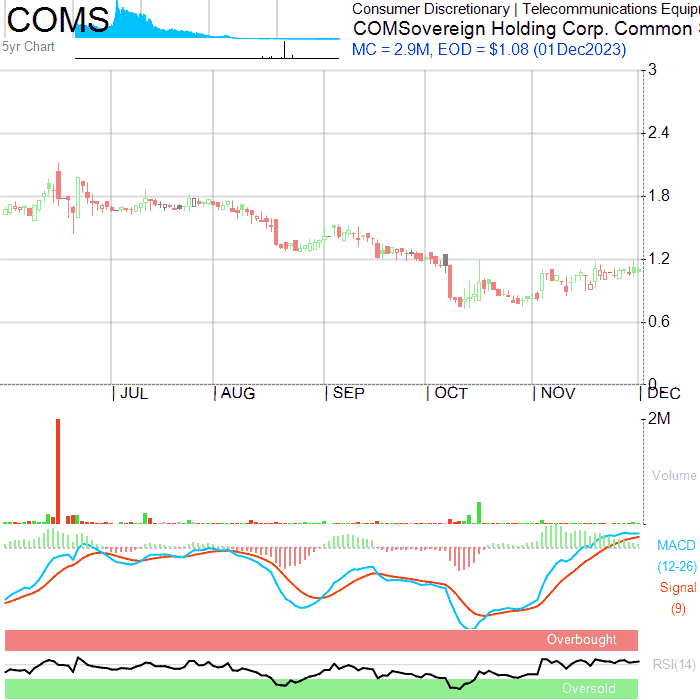 COMS
5yr Chart
Consumer Discretionary | Telecommunications Equip
COMSovereign Holding Corp. Common
MC = 2.9M, EOD = $1.08 (01Dec2023)
3
2.4
1.8
1.2
0.6
0
JUL AUG SEP OCT NOV DEC
2M
Volume
MACD
(12-26)
Signal
(9)
Overbought
RSI(14)
Oversold